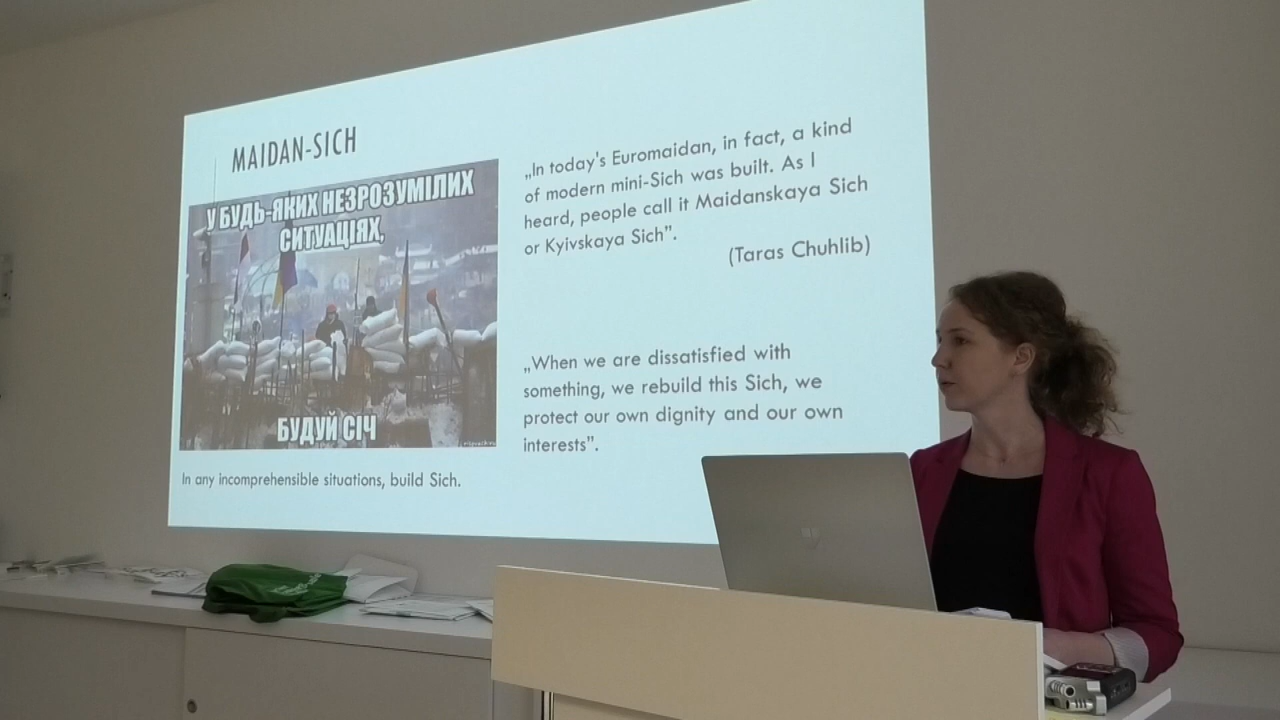 MAIDAN-SICH
У БУДЬ-ЯКИХ НЕЗРОЗУМІЛИХ
СИТУАЦІЯХ,
БУДУЙ СІЧ
In any incomprehensible situations, build Sich.
„In today's Euromaidan, in fact, a kind
of modern mini-Sich was built. As I
heard, people call it Maidanskaya Sich
or Kyivskaya Sich”.
(Taras Chuhlib)
„When we are dissatisfied with
something, we rebuild this Sich, we
protect our own dignity and our own
interests”.